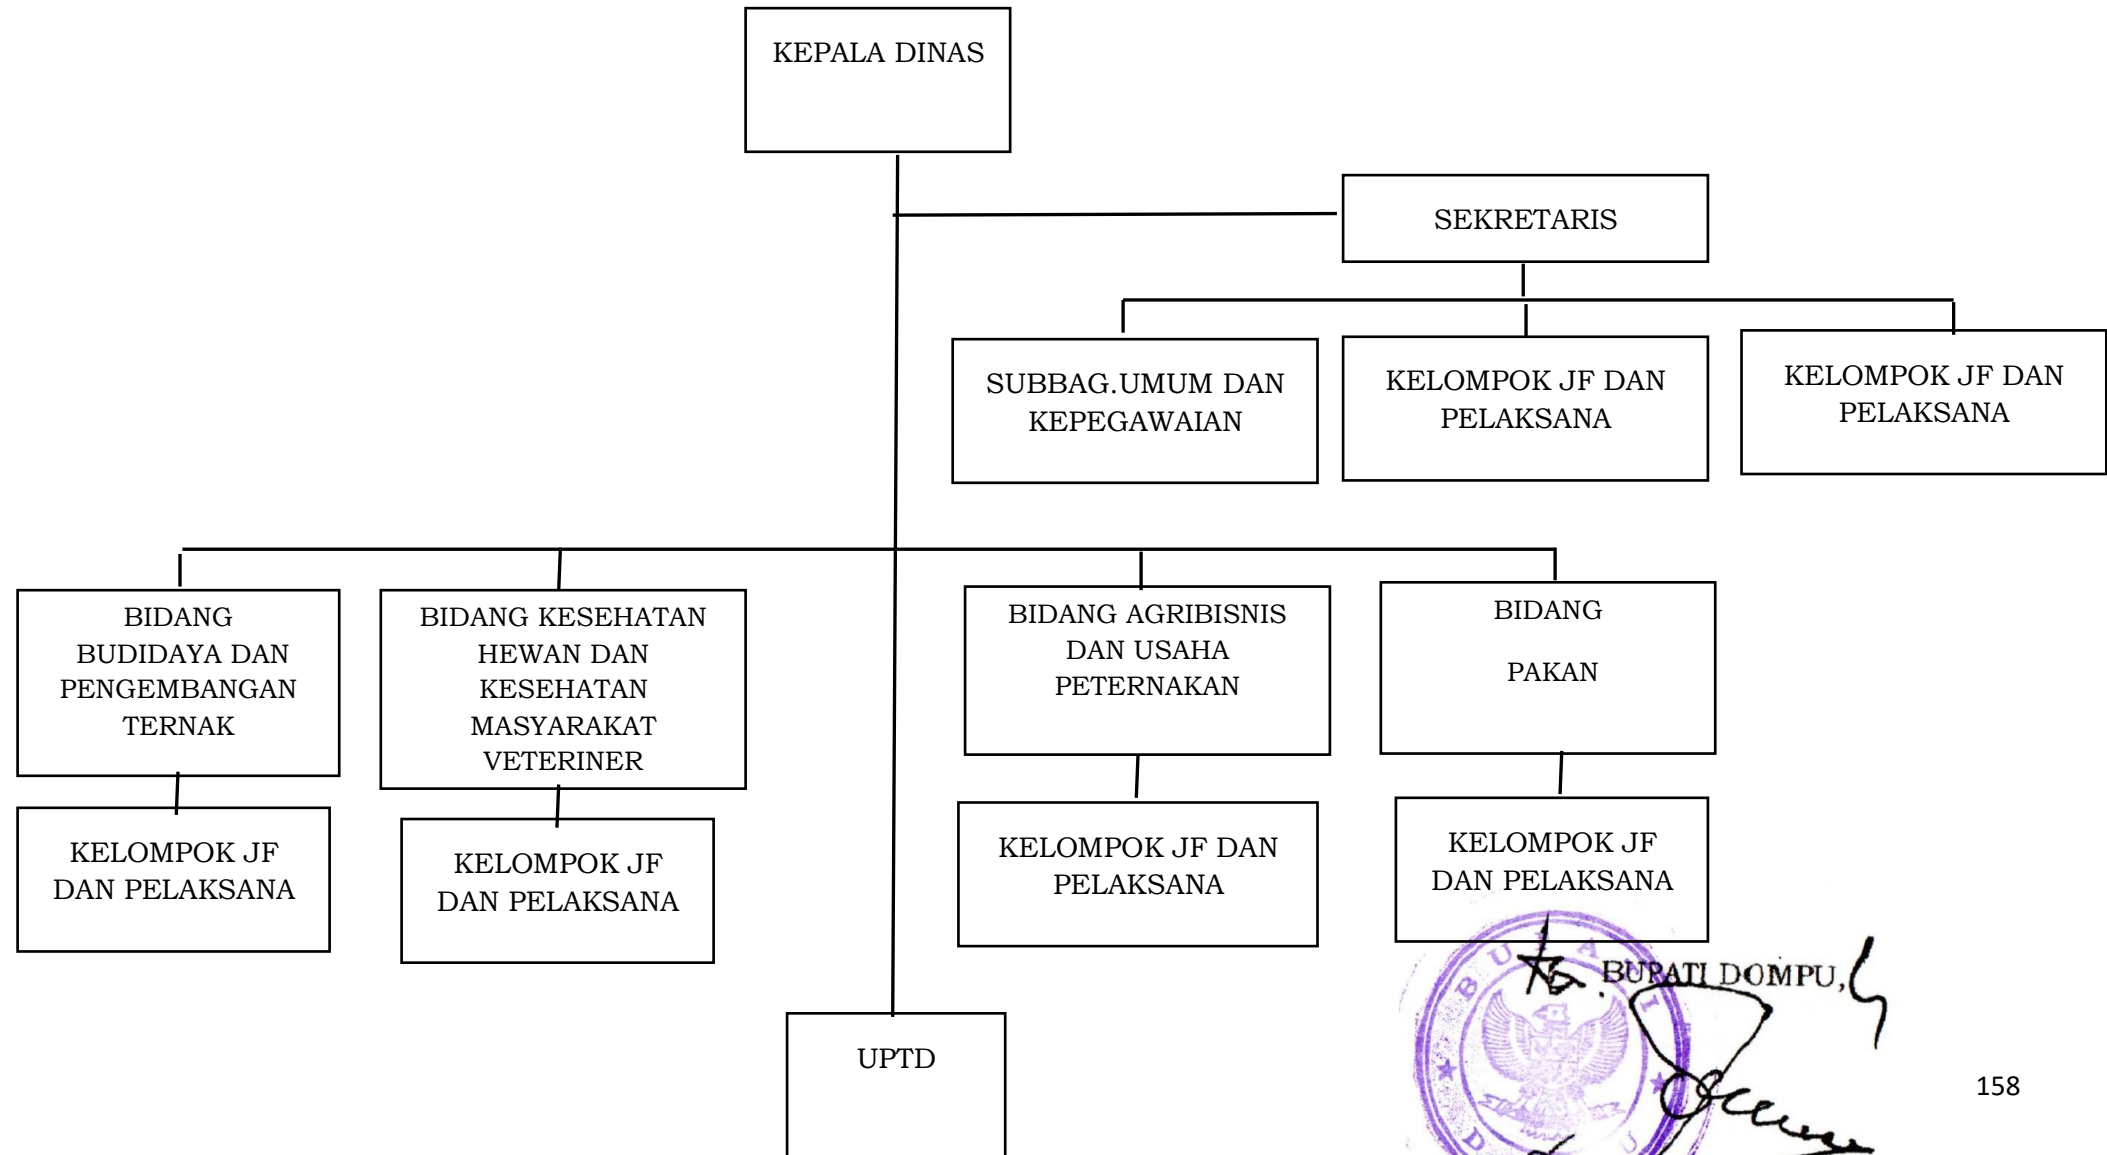 KEPALA DINAS
SEKRETARIS
SUBBAG.UMUM DAN
KEPEGAWAIAN
KELOMPOK JF DAN
PELAKSANA
KELOMPOK JF DAN
PELAKSANA
BIDANG
BUDIDAYA DAN
PENGEMBANGAN
TERNAK
BIDANG KESEHATAN
HEWAN DAN
KESEHATAN
MASYARAKAT
VETERINER
BIDANG AGRIBISNIS
DAN USAHA
PETERNAKAN
BIDANG
PAKAN
KELOMPOK JF
DAN PELAKSANA
KELOMPOK JF
DAN PELAKSANA
KELOMPOK JF DAN
PELAKSANA
KELOMPOK JF
DAN PELAKSANA
BUPATI DOMPU,
BUPATI
UPTD
158